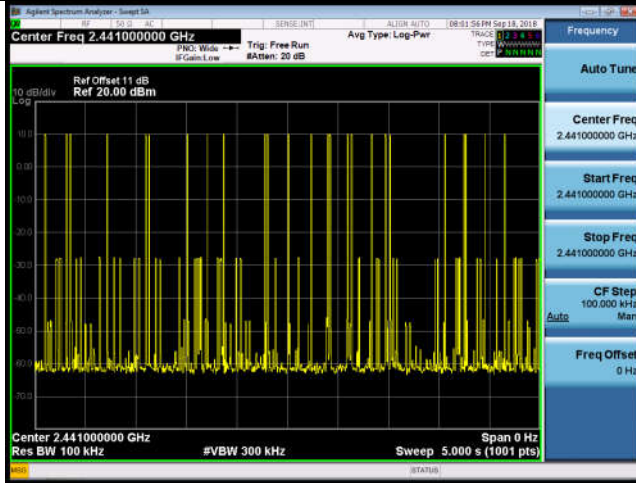 Agilent Spectrum Analyzer - Swept SA
RF 50 Ω AC SENSE:INT ALIGN AUTO 08:51:56 PM Sep 18, 2018
Center Freq 2.441000000 GHz
PNO: Wide
IFGain:Low
Trig: Free Run
#Atten: 20 dB
Avg Type: Log-Pwr
TRACE 1 2 3 4 5 6
TYPE WWWWWW
DET P NNNNN
Ref Offset 11 dB
10 dB/div Ref 20.00 dBm
Log
10.0
0.00
-10.0
-20.0
-30.0
-40.0
-50.0
-60.0
-70.0
Center 2.441000000 GHz Span 0 Hz
Res BW 100 kHz #VBW 300 kHz Sweep 5.000 s (1001 pts)
MSG STATUS
Frequency
Auto Tune
Center Freq
2.441000000 GHz
Start Freq
2.441000000 GHz
Stop Freq
2.441000000 GHz
CF Step
100.000 kHz
Auto Man
Freq Offset
0 Hz